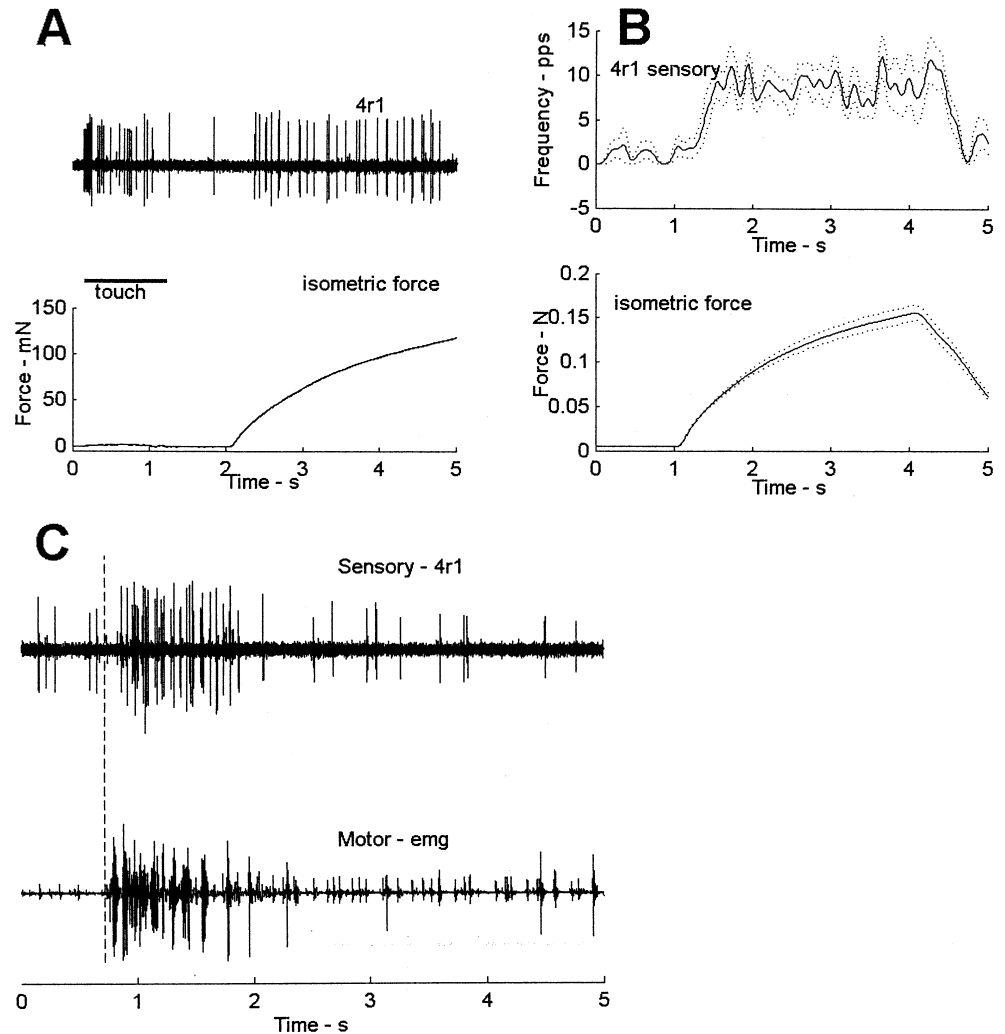 A
4r1
touch
isometric force
Force - mN
150
100
50
0
0 1 2 3 4 5
Time - s
B
4r1 sensory
Frequency - pps
15
10
5
0
-5
0 1 2 3 4 5
Time - s
isometric force
Force - N
0.2
0.15
0.1
0.05
0
0 1 2 3 4 5
Time - s
C
Sensory - 4r1
Motor - emg
0 1 2 3 4 5
Time - s